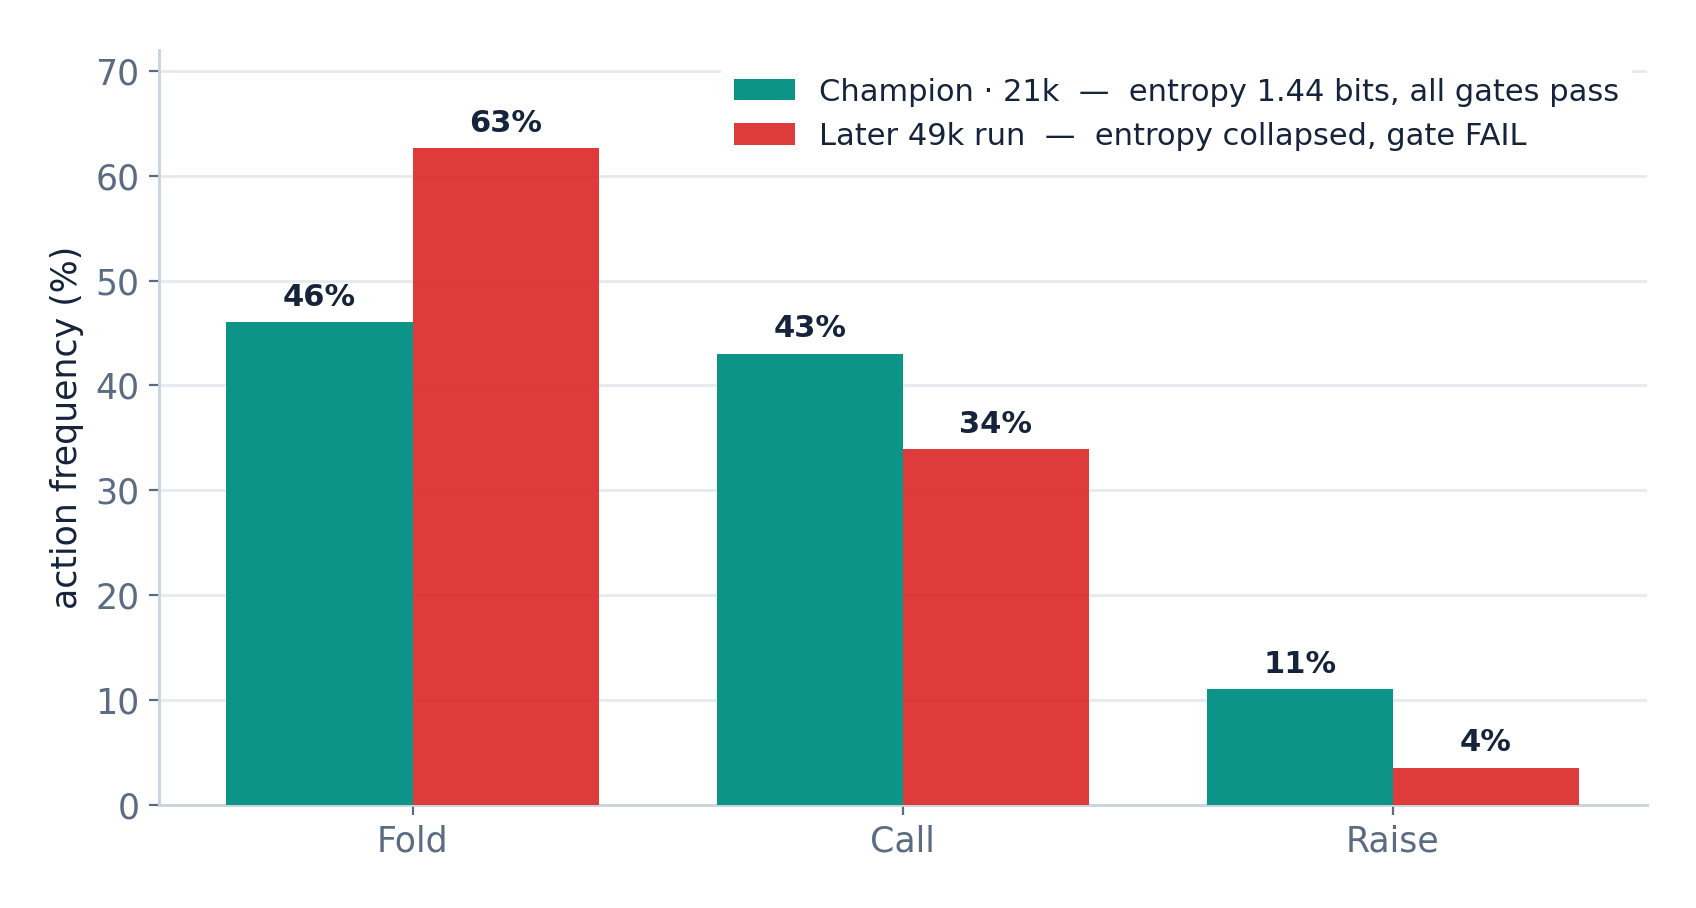 Champion · 21k — entropy 1.44 bits, all gates pass
Later 49k run — entropy collapsed, gate FAIL
action frequency (%)
70
60
50
40
30
20
10
0
63%
46%
43%
34%
11%
4%
Fold
Call
Raise